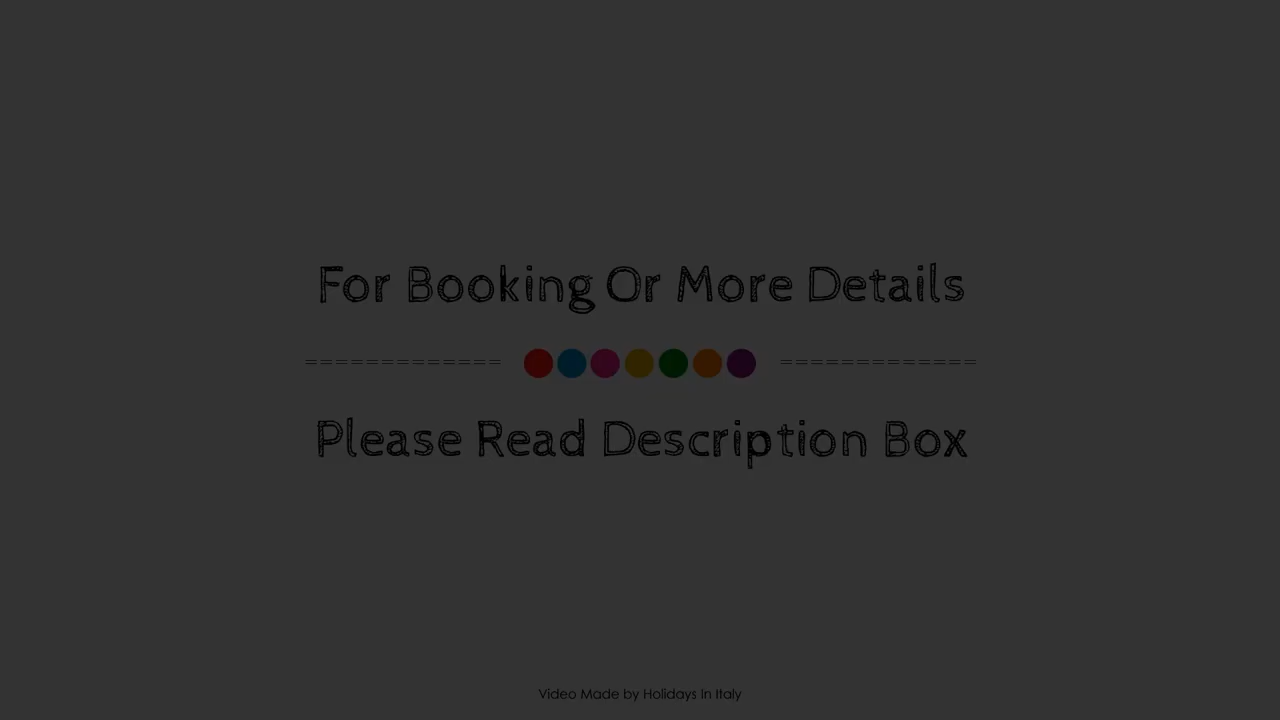 For Booking Or More Details
============= =============
Please Read Description Box
Video Made by Holidays In Italy